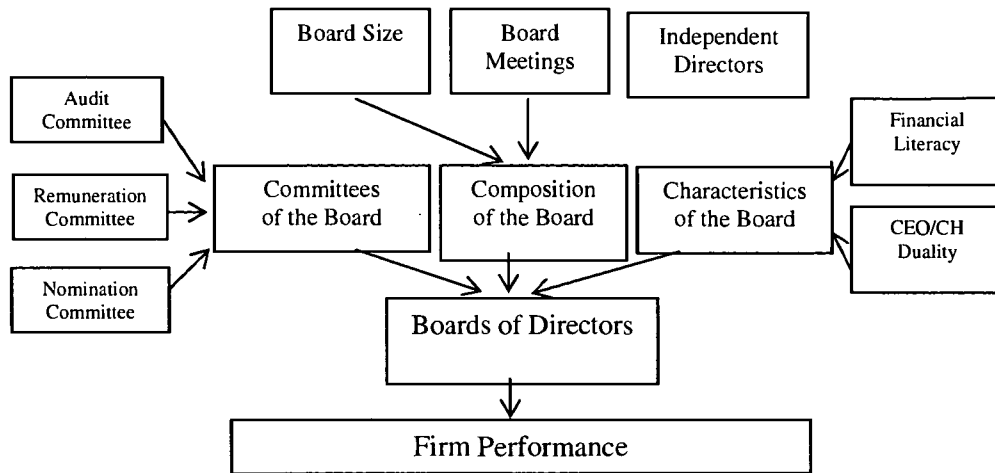 Board Size
Board
Meetings
Independent
Directors
Audit
Committee
Remuneration
Committee
Nomination
Committee
Committees
of the Board
Composition
of the Board
Characteristics
of the Board
Financial
Literacy
CEO/CH
Duality
Boards of Directors
Firm Performance